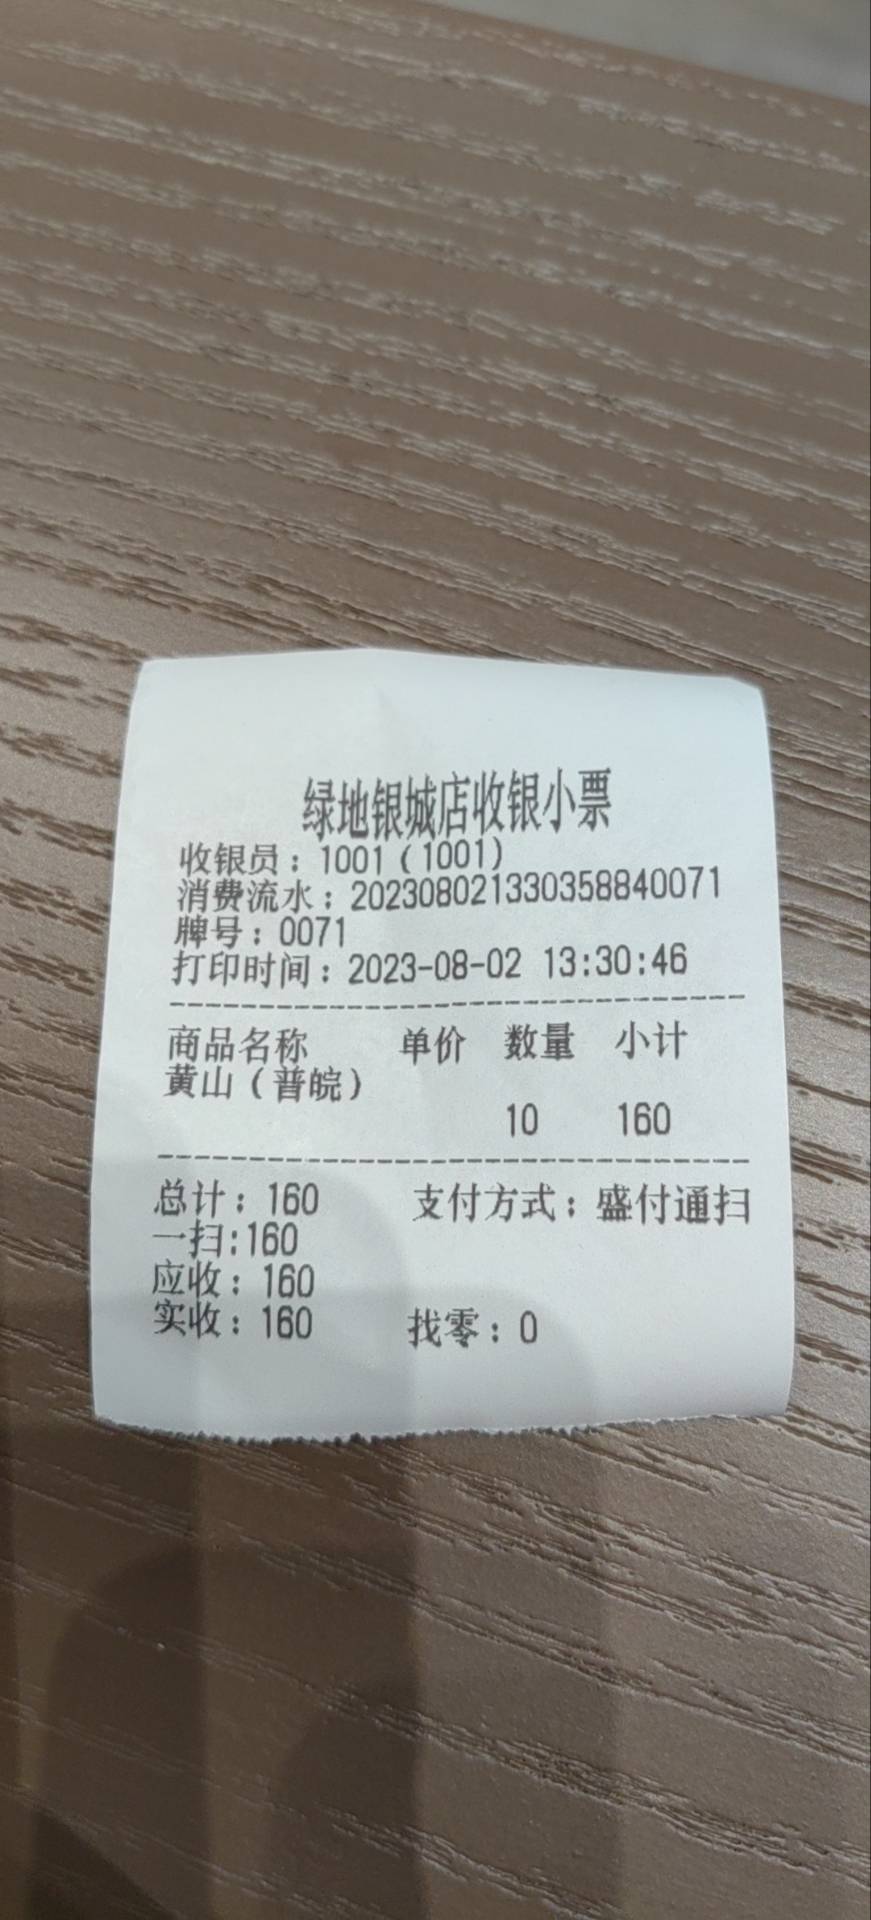 绿地银城店收银小票
收银员：1001（1001）
消费流水：202308021330358840071
牌号：0071
打印时间：2023-08-02 13:30:46
商品名称 单价 数量 小计
黄山（普皖）
10 160
总计：160 支付方式：盛付通扫
一扫:160
应收：160
实收：160 找零：0